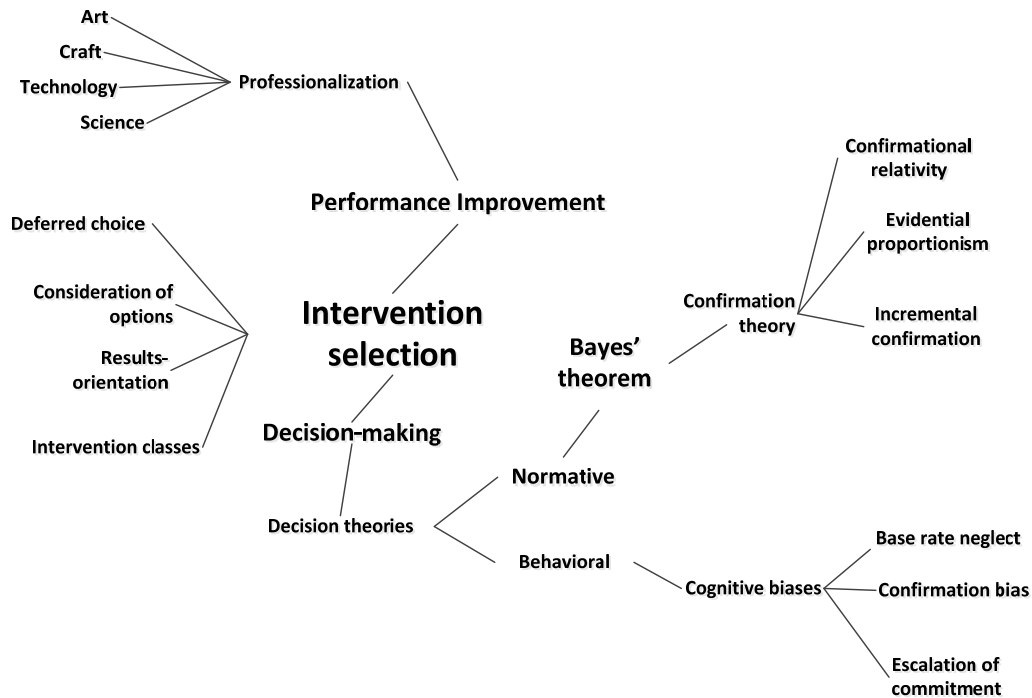 Art
Craft
Technology
Science
Professionalization
Performance Improvement
Deferred choice
Consideration of
options
Results-
orientation
Intervention classes
Intervention
selection
Decision-making
Decision theories
Normative
Behavioral
Bayes’
theorem
Confirmation
theory
Confirmational
relativity
Evidential
proportionism
Incremental
confirmation
Cognitive biases
Base rate neglect
Confirmation bias
Escalation of
commitment